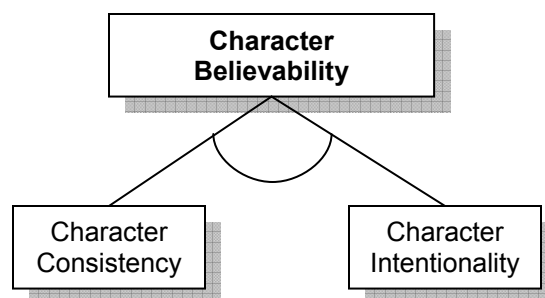 Character
Believability
Character
Consistency
Character
Intentionality